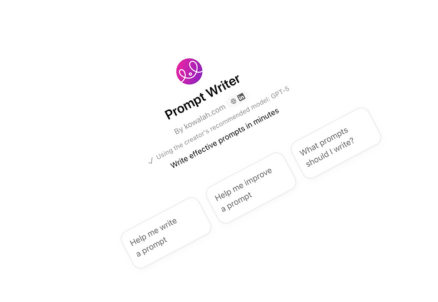 Prompt Writer
By kowalah.com
Using the creator's recommended model: GPT-5
Write effective prompts in minutes
Help me write
a prompt
Help me improve
a prompt
What prompts
should I write?